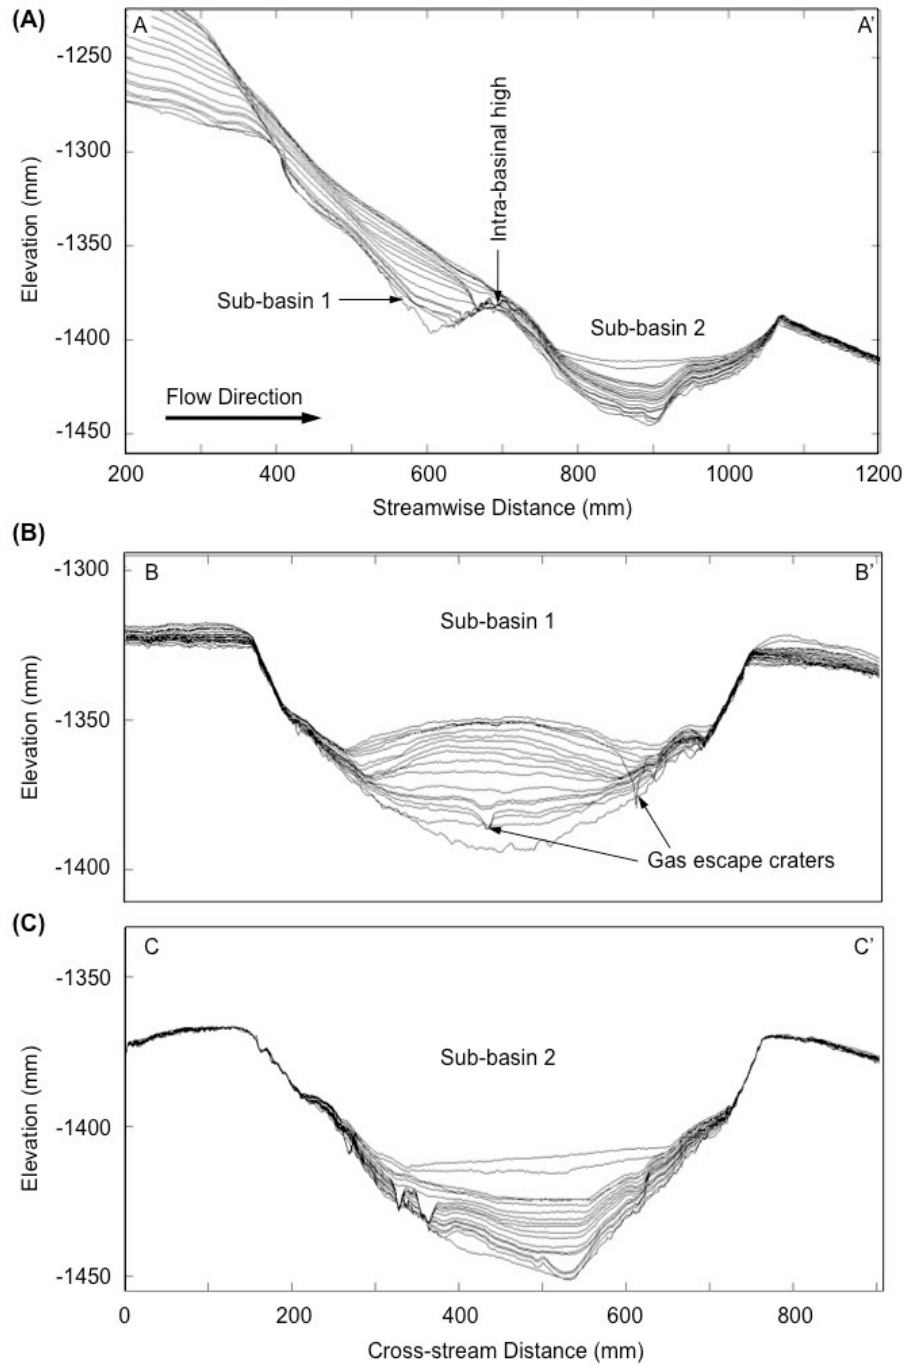 (A)
A
A’
-1250
-1300
-1350
-1400
-1450
Elevation (mm)
Intra-basinal high
Sub-basin 1
Sub-basin 2
Flow Direction
200
400
600
800
1000
1200
Streamwise Distance (mm)
(B)
B
B’
-1300
-1350
-1400
Elevation (mm)
Sub-basin 1
Gas escape craters
(C)
C
C’
-1350
-1400
-1450
Elevation (mm)
Sub-basin 2
0
200
400
600
800
Cross-stream Distance (mm)